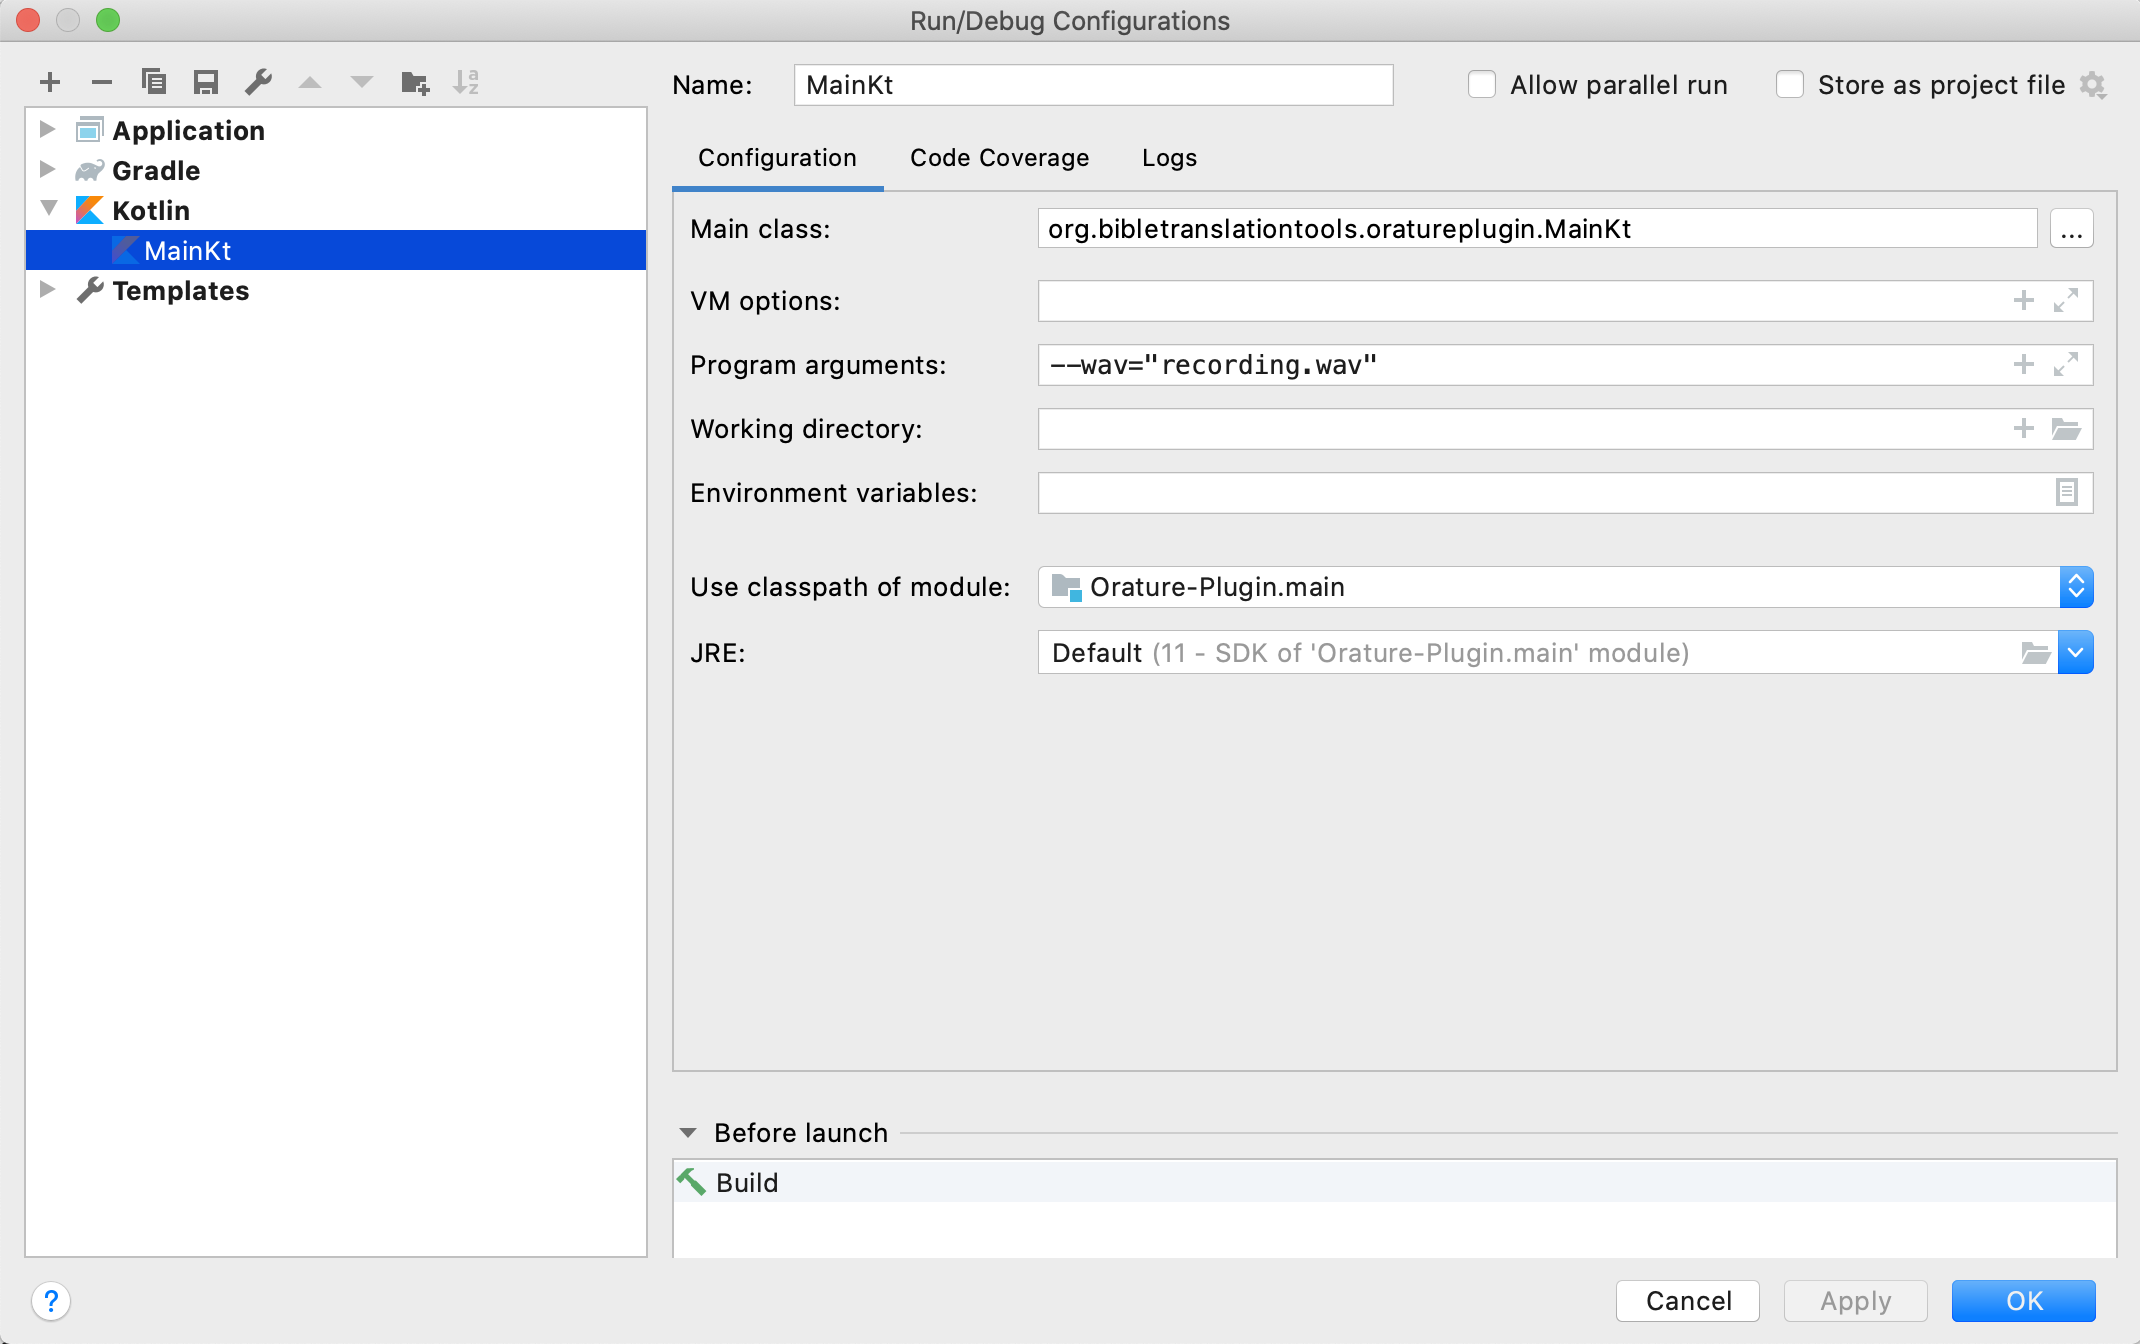 Run/Debug Configurations
Application
Gradle
Kotlin
MainKt
Templates
Name: MainKt Allow parallel run Store as project file
Configuration Code Coverage Logs
Main class: org.bibletranslationtools.oratureplugin.MainKt ...
VM options:
Program arguments: --wav="recording.wav"
Working directory:
Environment variables:
Use classpath of module: Orature-Plugin.main
JRE: Default (11 - SDK of 'Orature-Plugin.main' module)
Before launch
Build
? Cancel Apply OK